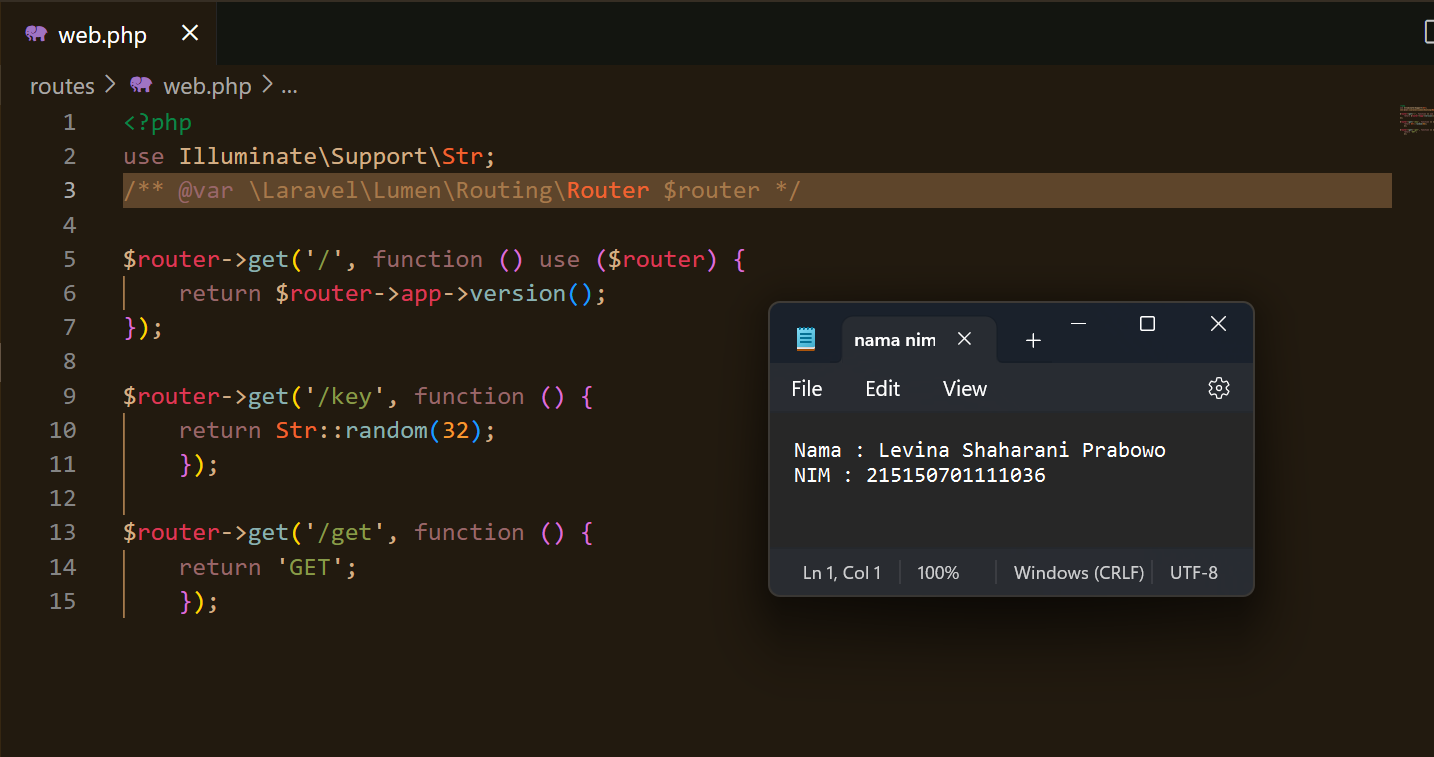 web.php
routes > web.php > ...
1 <?php
2 use Illuminate\Support\Str;
3 /** @var \Laravel\Lumen\Routing\Router $router */
4
5 $router->get('/', function () use ($router) {
6     return $router->app->version();
7 });
8
9 $router->get('/key', function () {
10     return Str::random(32);
11     });
12
13 $router->get('/get', function () {
14     return 'GET';
15     });
nama nim
File Edit View
Nama : Levina Shaharani Prabowo
NIM : 215150701111036
Ln 1, Col 1 100% Windows (CRLF) UTF-8